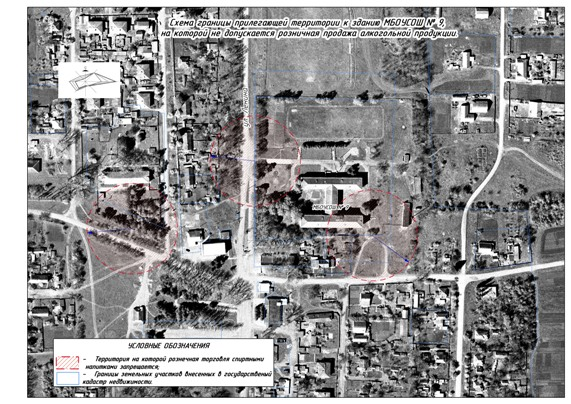 Схема границы прилегающей территории к зданию МБОУСОШ № 9,
на которой не допускается розничная продажа алкогольной продукции.
МБОУСОШ № 9
УСЛОВНЫЕ ОБОЗНАЧЕНИЯ
- Территория на которой розничная торговля спиртными
напитками запрещается;
- Границы земельных участков внесенных в государственый
кадастр недвижимости.